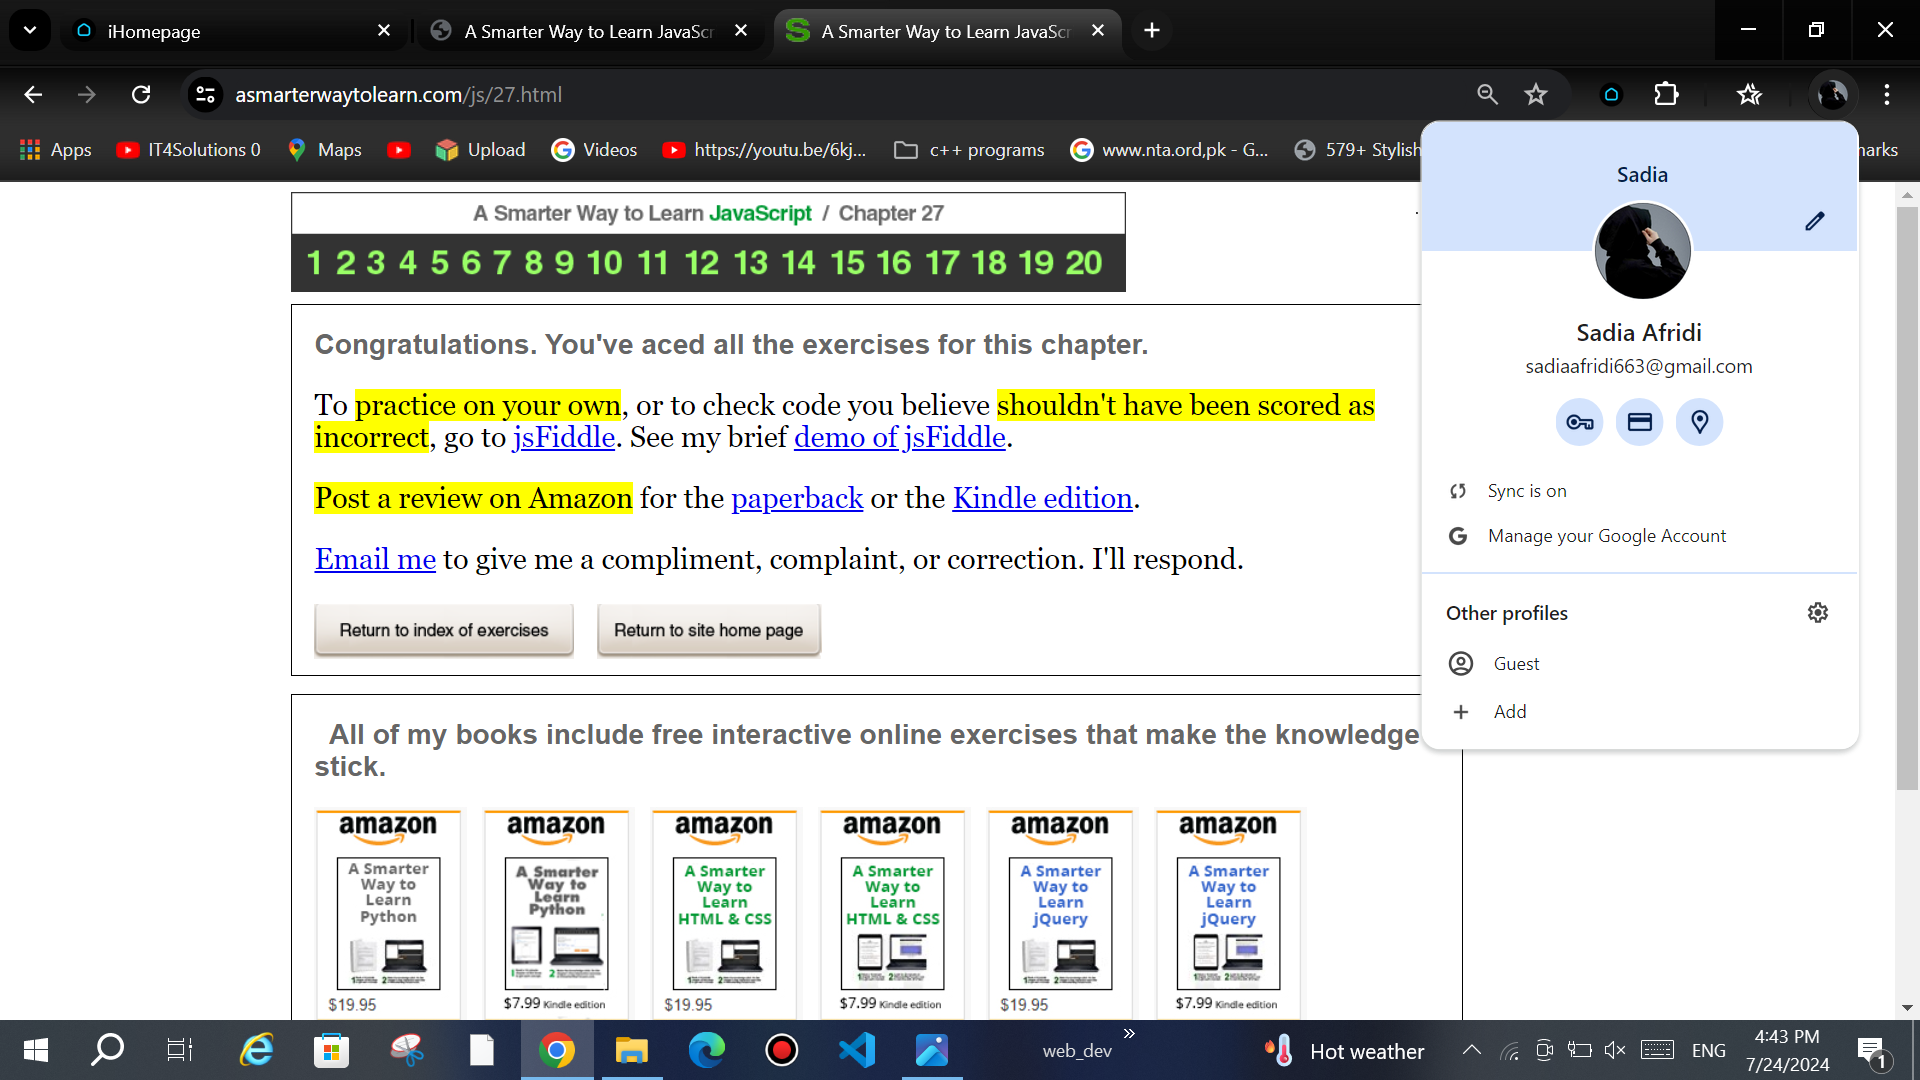 iHomepage
A Smarter Way to Learn JavaScr
A Smarter Way to Learn JavaScr
asmarterwaytolearn.com/js/27.html
Apps
IT4Solutions 0
Maps
Upload
Videos
https://youtu.be/6kj...
c++ programs
www.nta.ord,pk - G...
579+ Stylish
narks
A Smarter Way to Learn JavaScript / Chapter 27
1 2 3 4 5 6 7 8 9 10 11 12 13 14 15 16 17 18 19 20
Congratulations. You've aced all the exercises for this chapter.
To practice on your own, or to check code you believe shouldn't have been scored as
incorrect, go to jsFiddle. See my brief demo of jsFiddle.
Post a review on Amazon for the paperback or the Kindle edition.
Email me to give me a compliment, complaint, or correction. I'll respond.
Return to index of exercises
Return to site home page
All of my books include free interactive online exercises that make the knowledge
stick.
amazon
A Smarter
Way to
Learn
Python
$19.95
amazon
A Smarter
Way to
Learn
Python
$7.99 Kindle edition
amazon
A Smarter
Way to
Learn
HTML & CSS
$19.95
amazon
A Smarter
Way to
Learn
HTML & CSS
$7.99 Kindle edition
amazon
A Smarter
Way to
Learn
jQuery
$19.95
amazon
A Smarter
Way to
Learn
jQuery
$7.99 Kindle edition
Sadia
Sadia Afridi
sadiaafridi663@gmail.com
Sync is on
Manage your Google Account
Other profiles
Guest
Add
web_dev
Hot weather
ENG
4:43 PM
7/24/2024
1